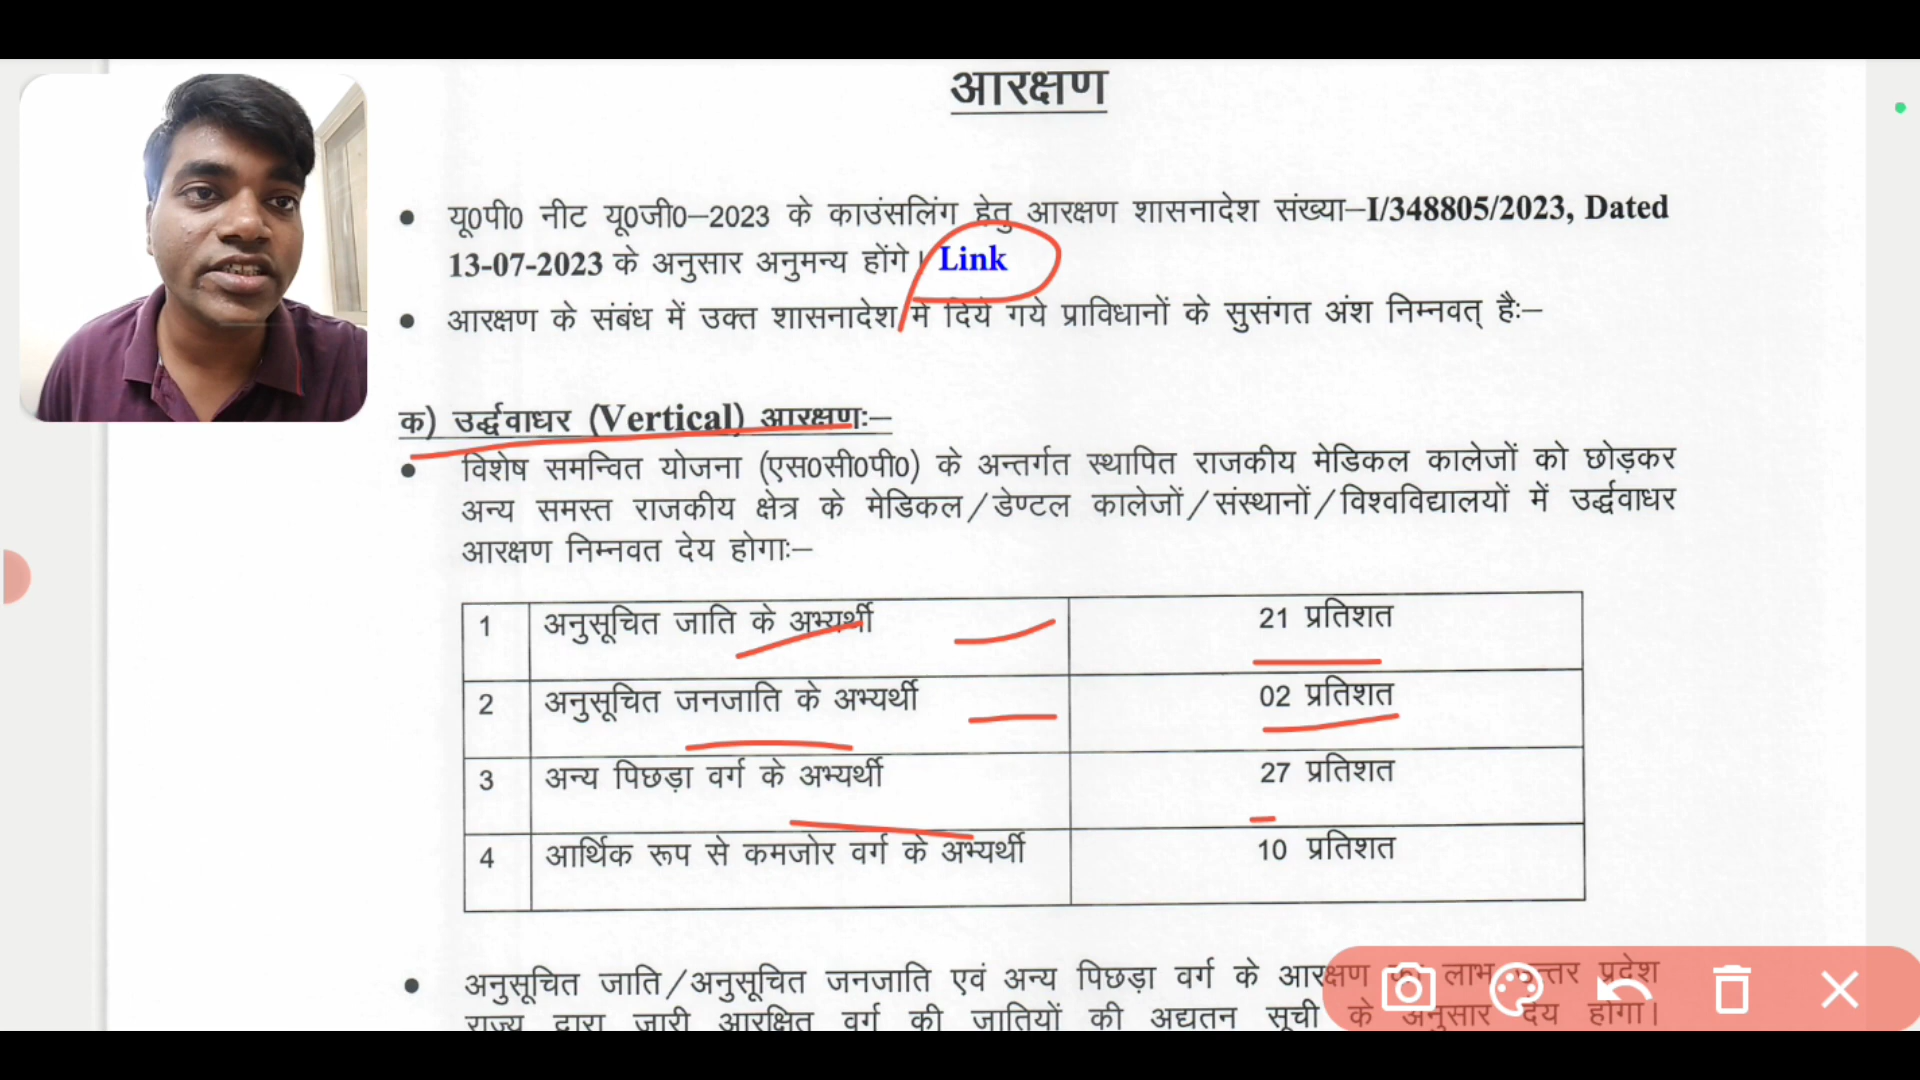 आरक्षण
यू0पी0 नीट यू0जी0–2023 के काउंसलिंग हेतु आरक्षण शासनादेश संख्या–I/348805/2023, Dated
13-07-2023 के अनुसार अनुमन्य होंगे। Link
आरक्षण के संबंध में उक्त शासनादेश में दिये गये प्राविधानों के सुसंगत अंश निम्नवत् हैः–
क) उर्द्धवाधर (Vertical) आरक्षणः–
विशेष समन्वित योजना (एस0सी0पी0) के अन्तर्गत स्थापित राजकीय मेडिकल कालेजों को छोड़कर
अन्य समस्त राजकीय क्षेत्र के मेडिकल/डेण्टल कालेजों/संस्थानों/विश्वविद्यालयों में उर्द्धवाधर
आरक्षण निम्नवत देय होगाः–
1 अनुसूचित जाति के अभ्यर्थी 21 प्रतिशत
2 अनुसूचित जनजाति के अभ्यर्थी 02 प्रतिशत
3 अन्य पिछड़ा वर्ग के अभ्यर्थी 27 प्रतिशत
4 आर्थिक रूप से कमजोर वर्ग के अभ्यर्थी 10 प्रतिशत
अनुसूचित जाति/अनुसूचित जनजाति एवं अन्य पिछड़ा वर्ग के आरक्षण का लाभ उत्तर प्रदेश
राज्य द्वारा जारी आरक्षित वर्ग की जातियों की अद्यतन सूची के अनुसार देय होगा।